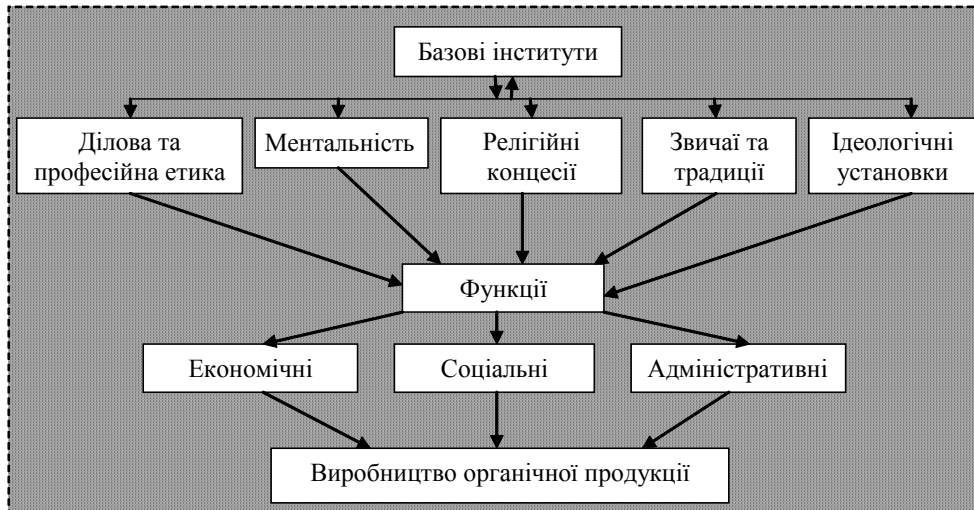 Базові інститути
Ділова та
професійна етика
Ментальність
Релігійні
концесії
Звичаї та
традиції
Ідеологічні
установки
Функції
Економічні
Соціальні
Адміністративні
Виробництво органічної продукції